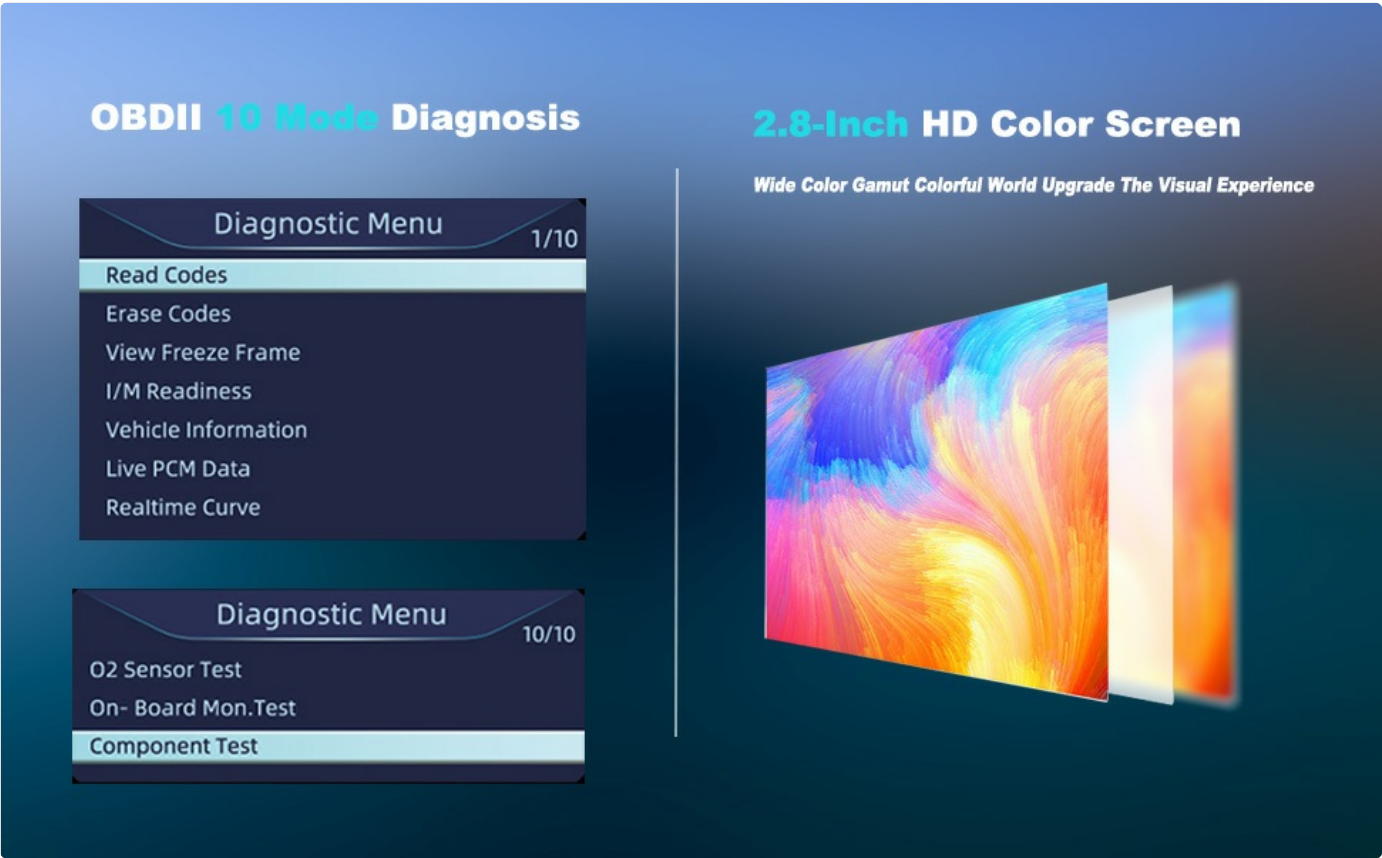 OBDII 10 Mode Diagnosis
Diagnostic Menu
1/10
Read Codes
Erase Codes
View Freeze Frame
I/M Readiness
Vehicle Information
Live PCM Data
Realtime Curve
Diagnostic Menu
10/10
O2 Sensor Test
On- Board Mon.Test
Component Test
2.8-Inch HD Color Screen
Wide Color Gamut Colorful World Upgrade The Visual Experience